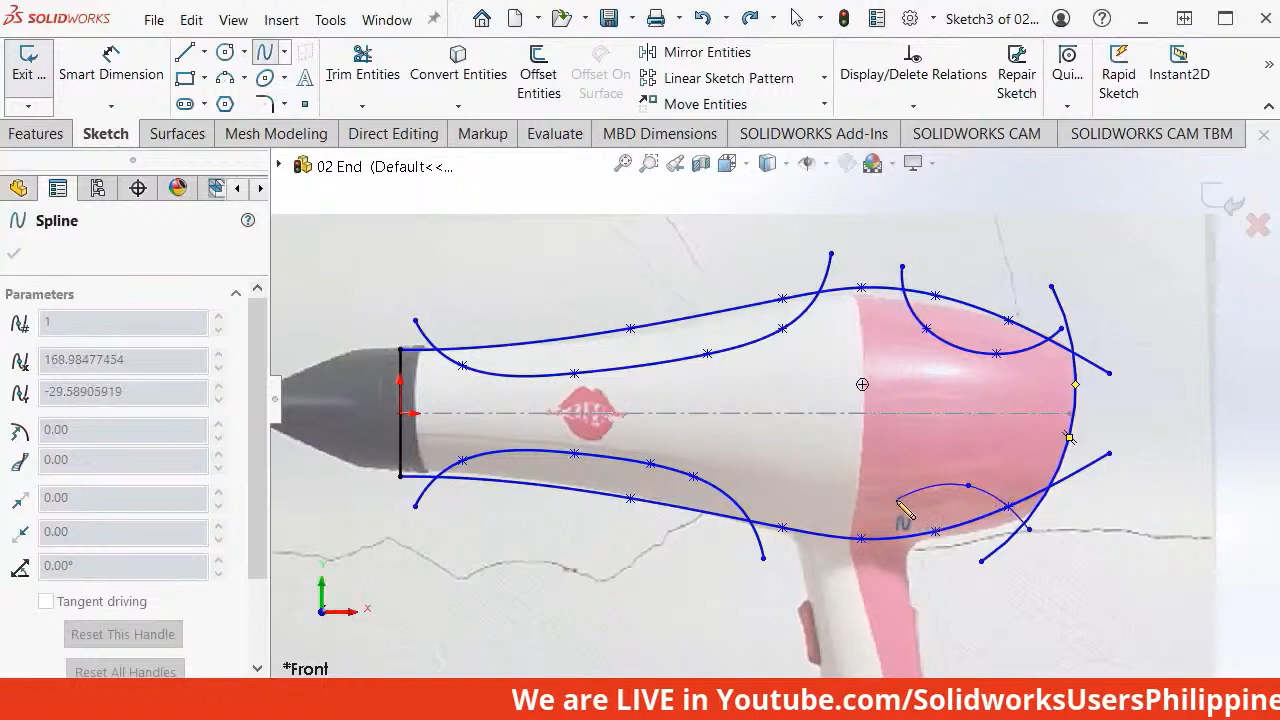 SOLIDWORKS File Edit View Insert Tools Window Sketch3 of 02...
Exit ... Smart Dimension Trim Entities Convert Entities Offset Entities Offset On Surface Mirror Entities Linear Sketch Pattern Move Entities Display/Delete Relations Repair Sketch Qui... Rapid Sketch Instant2D
Features Sketch Surfaces Mesh Modeling Direct Editing Markup Evaluate MBD Dimensions SOLIDWORKS Add-Ins SOLIDWORKS CAM SOLIDWORKS CAM TBM
02 End (Default<<...
Spline
Parameters
1
168.98477454
-29.58905919
0.00
0.00
0.00
0.00
0.00°
Tangent driving
Reset This Handle
Reset All Handles
Y
X
*Front
We are LIVE in Youtube.com/SolidworksUsersPhilippine